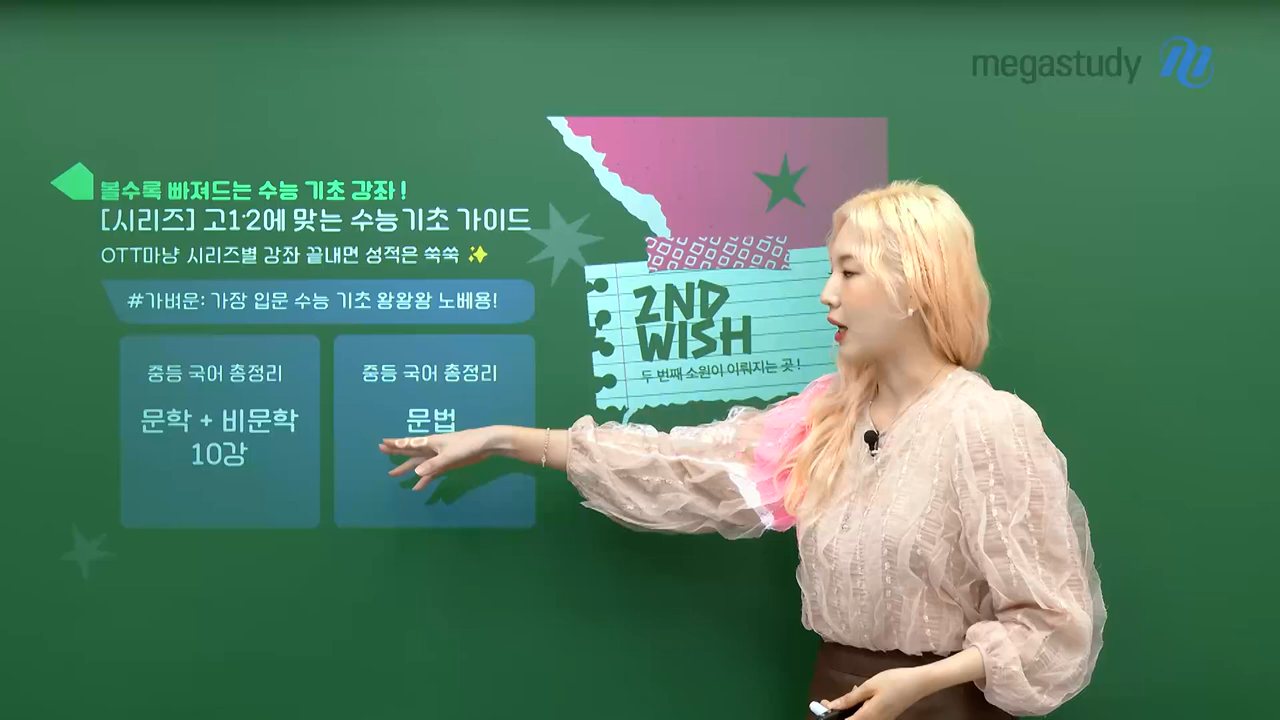 megastudy
볼수록 빠져드는 수능 기초 강좌 !
[시리즈] 고1·2에 맞는 수능기초 가이드
OTT마냥 시리즈별 강좌 끝내면 성적은 쑥쑥 ✨
#가벼운: 가장 입문 수능 기초 왕왕왕 노베용!
중등 국어 총정리
문학 + 비문학
10강
중등 국어 총정리
문법
2ND
WISH
두 번째 소원이 이뤄지는 곳 !